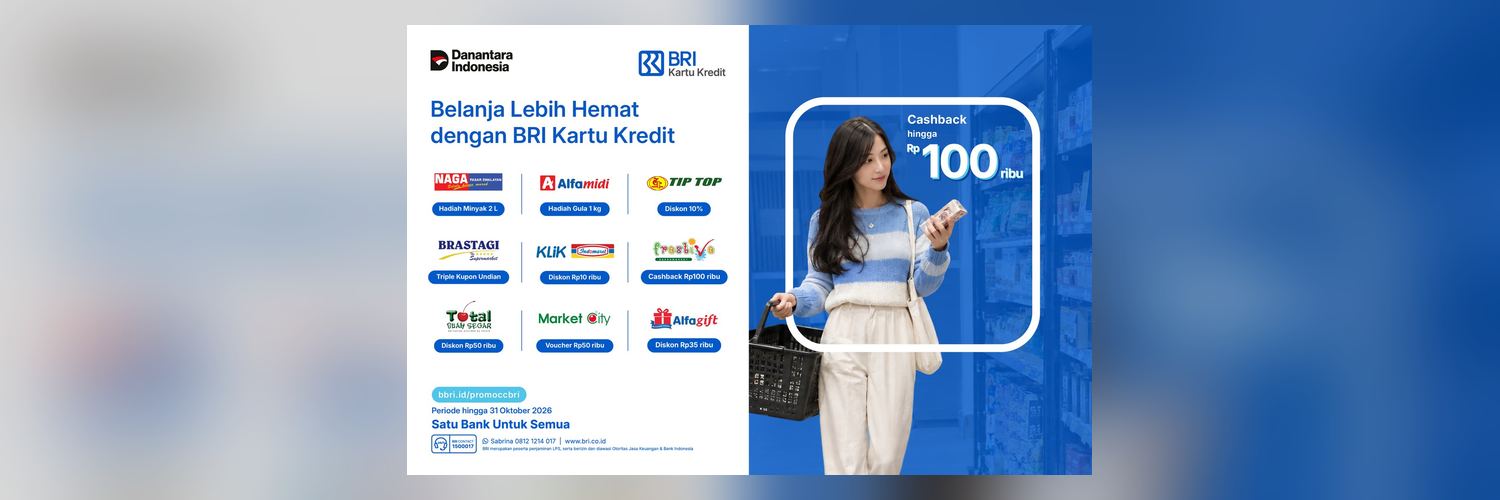 Danantara
Indonesia
BRI
Kartu Kredit
Belanja Lebih Hemat
dengan BRI Kartu Kredit
NAGA PASAR SWALAYAN
Hadiah Minyak 2 L
Alfamidi
Hadiah Gula 1 kg
TIP TOP
Diskon 10%
BRASTAGI
Supermarket
Triple Kupon Undian
KLIK Indomaret
Diskon Rp10 ribu
frestive
Cashback Rp100 ribu
Total
BUAH SEGAR
Diskon Rp50 ribu
Market City
Voucher Rp50 ribu
Alfagift
Diskon Rp35 ribu
bbri.id/promoccbri
Periode hingga 31 Oktober 2026
Satu Bank Untuk Semua
BRI CONTACT
1500017
Sabrina 0812 1214 017 | www.bri.co.id
BRI merupakan peserta penjaminan LPS, serta berizin dan diawasi Otoritas Jasa Keuangan & Bank Indonesia
Cashback
hingga
Rp 100 ribu